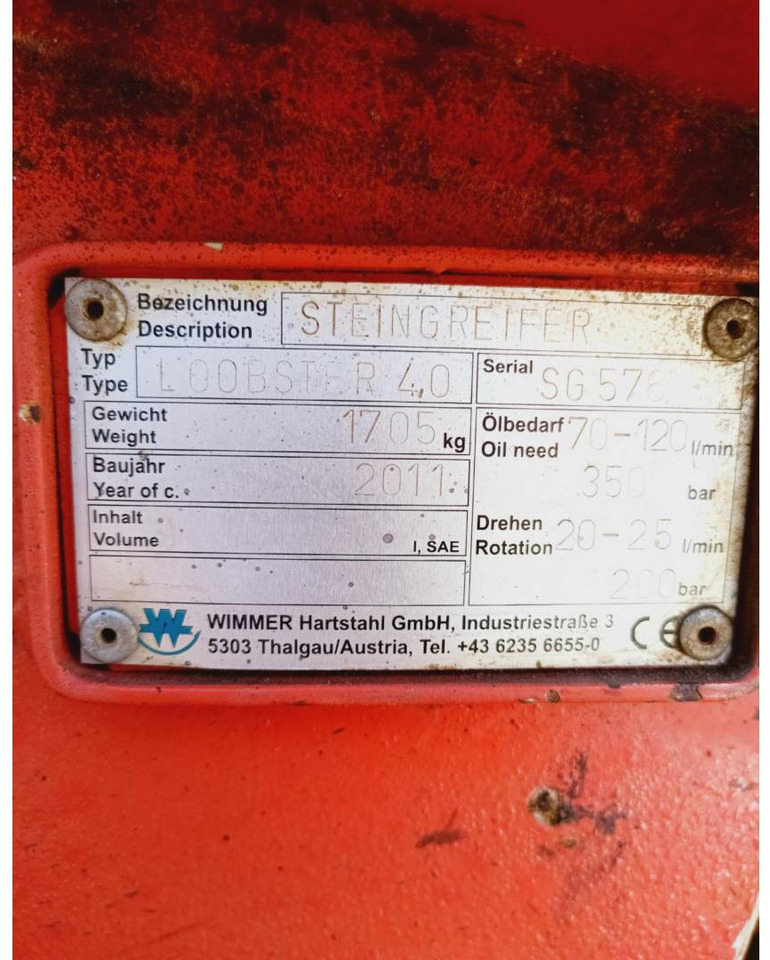 Bezeichnung
Description STEINGREIFER
Typ
Type LOOBSTER 4,0
Serial
Gewicht
Weight 1705 kg
Ölbedarf
Oil need 70-120 l/min
350 bar
Baujahr
Year of c. 2011
Inhalt
Volume l, SAE
Drehen
Rotation 20-25 l/min
200 bar
WIMMER Hartstahl GmbH, Industriestraße 3
5303 Thalgau/Austria, Tel. +43 6235 6655-0
CE